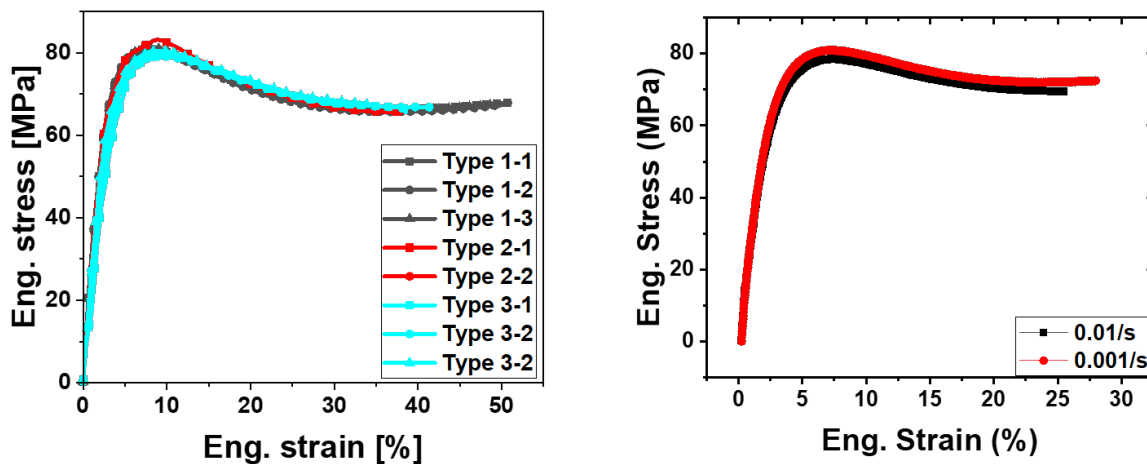 Eng. stress [MPa]
80
60
40
20
0
0
10
20
30
40
50
Eng. strain [%]
Type 1-1
Type 1-2
Type 1-3
Type 2-1
Type 2-2
Type 3-1
Type 3-2
Type 3-2
Eng. Stress (MPa)
80
60
40
20
0
0
5
10
15
20
25
30
Eng. Strain (%)
0.01/s
0.001/s